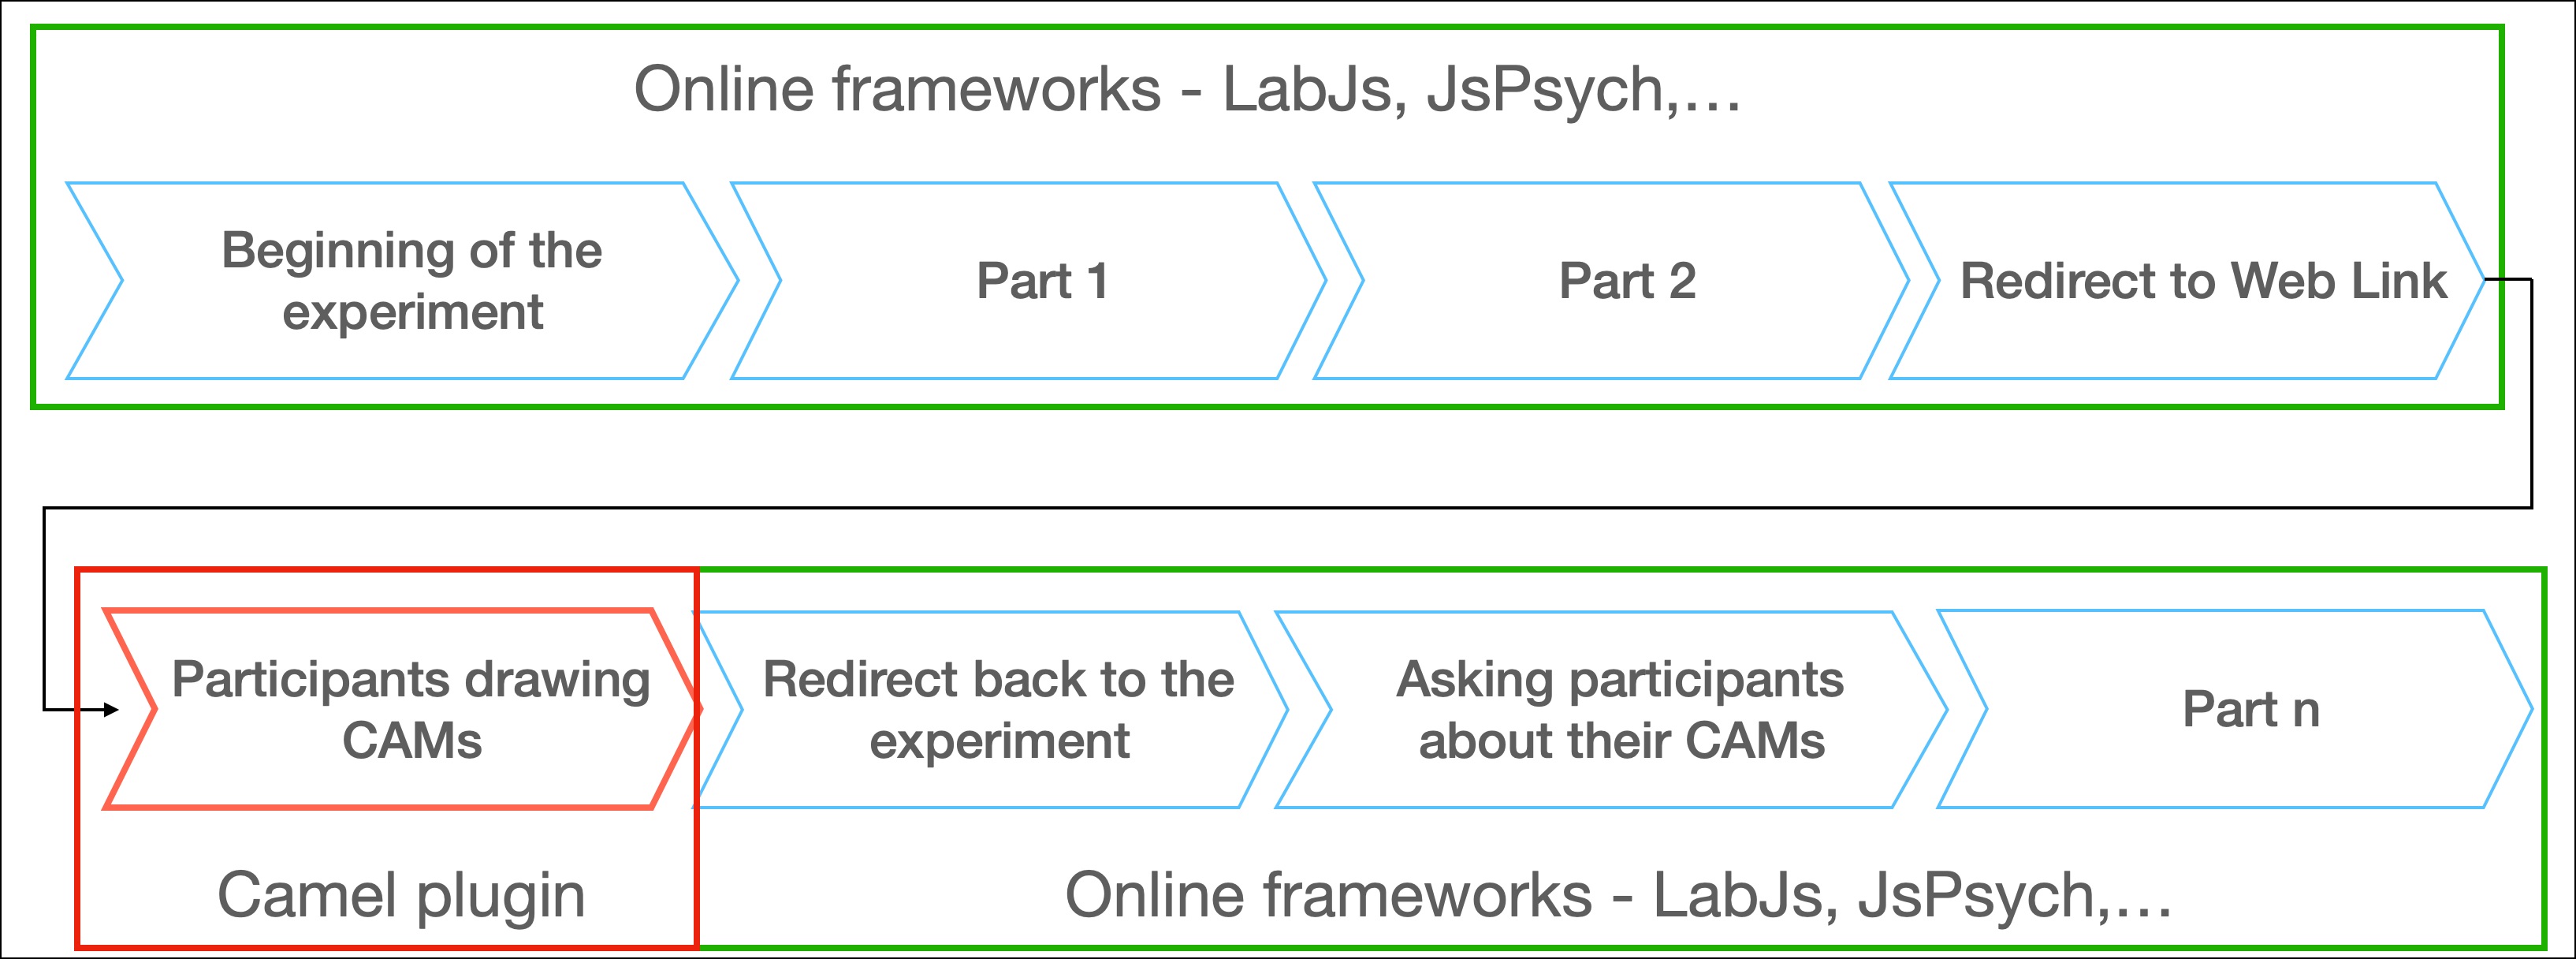 Online frameworks - LabJs, JsPsych,…
Beginning of the
experiment
Part 1
Part 2
Redirect to Web Link
Participants drawing
CAMs
Redirect back to the
experiment
Asking participants
about their CAMs
Part n
Camel plugin
Online frameworks - LabJs, JsPsych,…